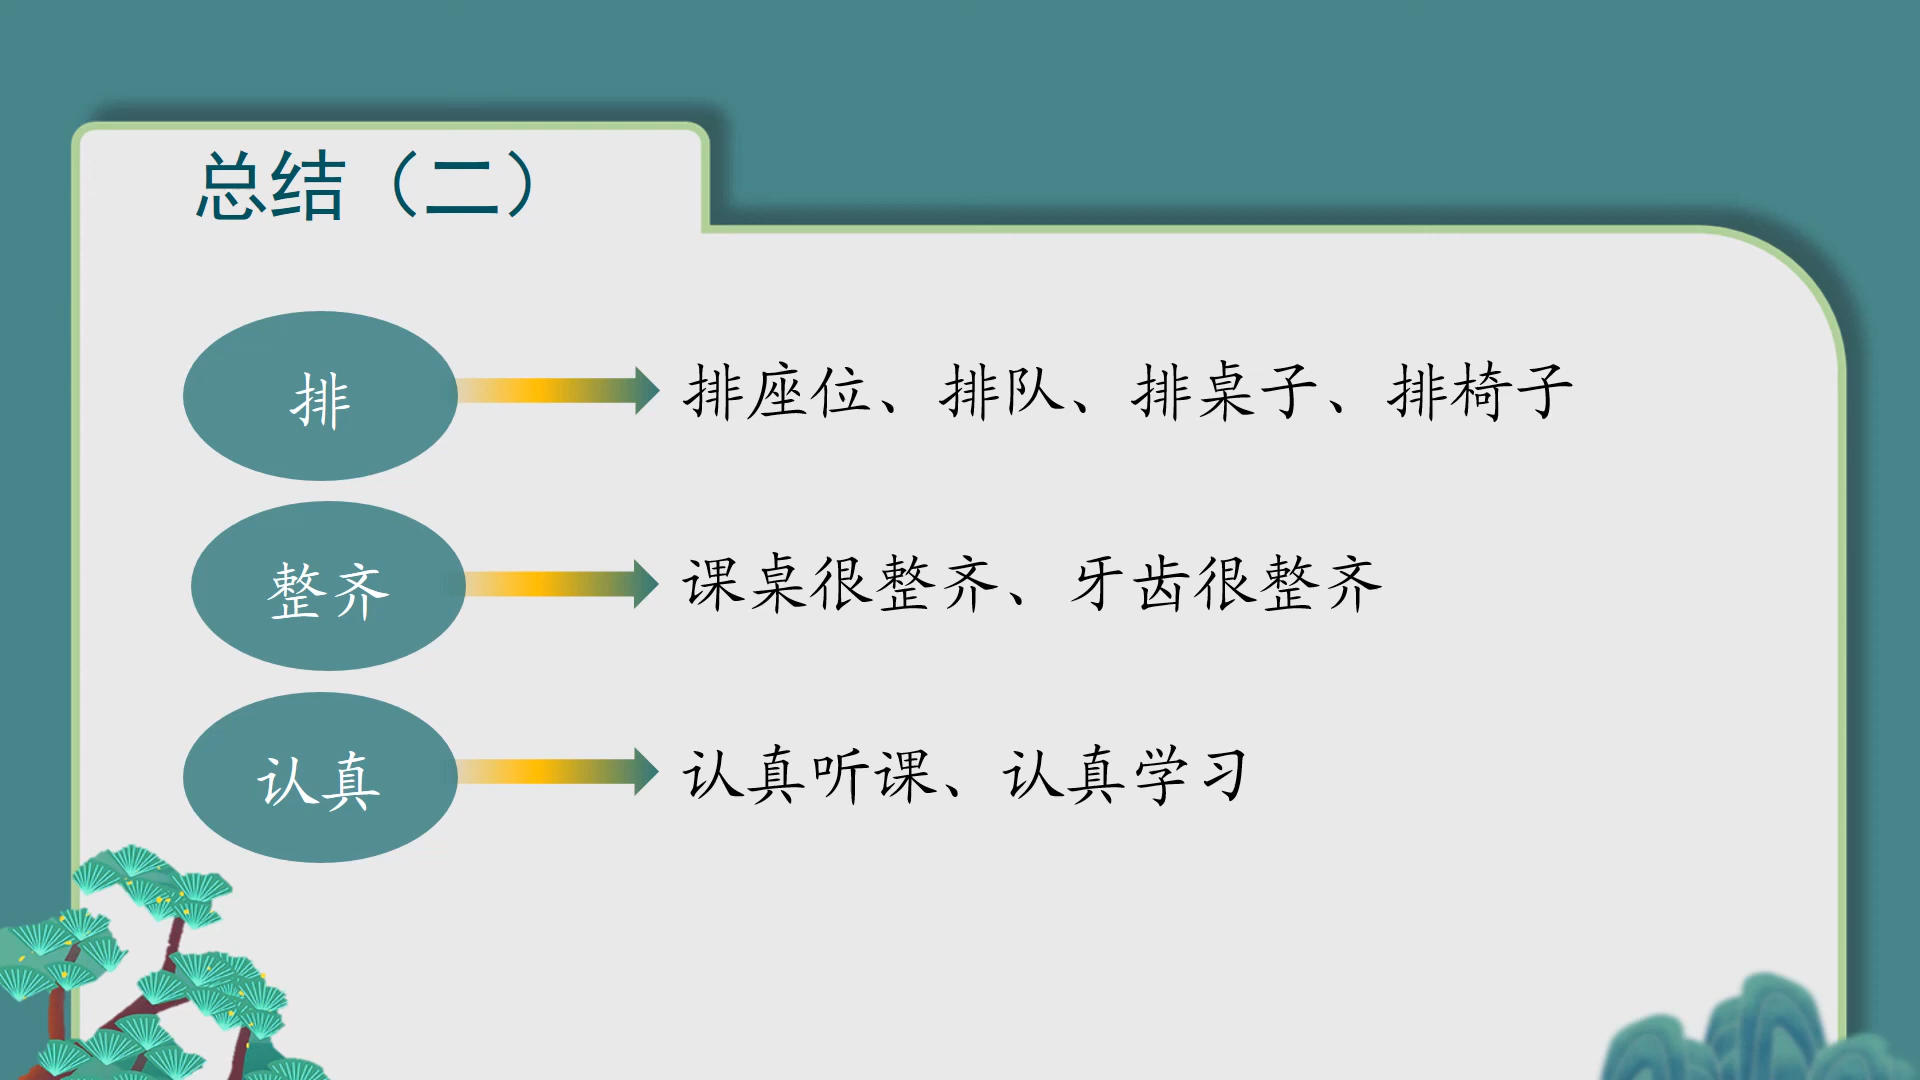 总结（二）
排
排座位、排队、排桌子、排椅子
整齐
课桌很整齐、牙齿很整齐
认真
认真听课、认真学习